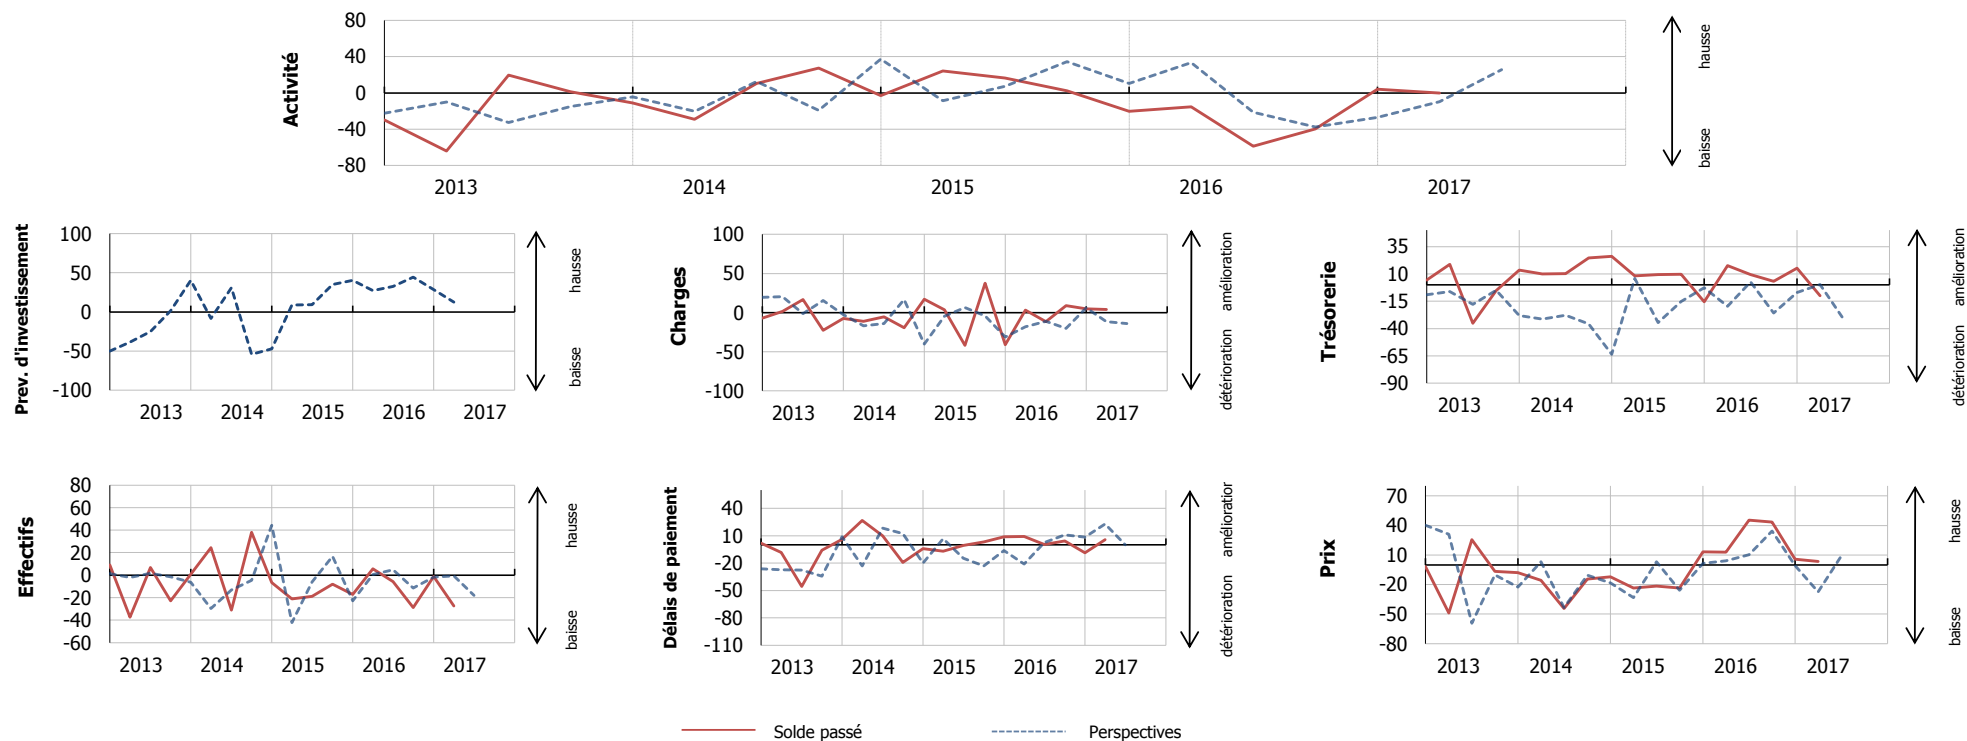 Activité
80
40
0
-40
-80
2013 2014 2015 2016 2017
hausse
baisse
Prev. d'investissement
100
50
0
-50
-100
2013 2014 2015 2016 2017
hausse
baisse
Charges
100
50
0
-50
-100
2013 2014 2015 2016 2017
amélioration
détérioration
Trésorerie
35
10
-15
-40
-65
-90
2013 2014 2015 2016 2017
amélioration
détérioration
Effectifs
80
60
40
20
0
-20
-40
-60
2013 2014 2015 2016 2017
hausse
baisse
Délais de paiement
40
10
-20
-50
-80
-110
2013 2014 2015 2016 2017
amélioration
détérioration
Prix
70
40
10
-20
-50
-80
2013 2014 2015 2016 2017
hausse
baisse
Solde passé Perspectives